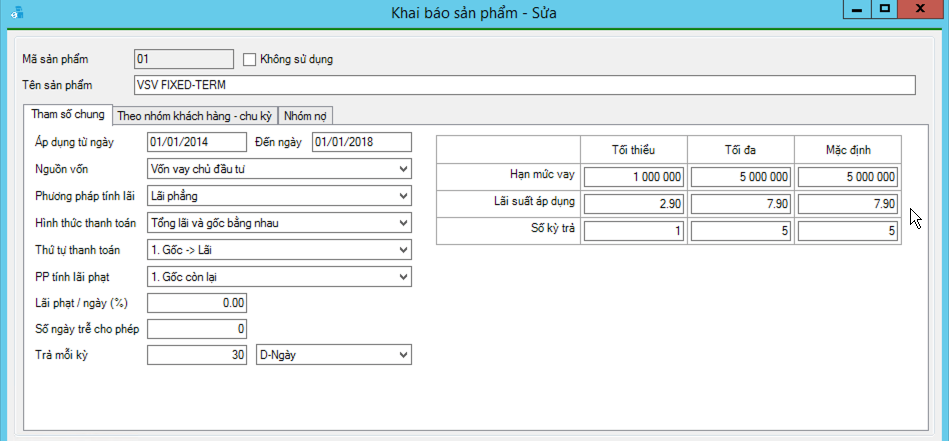 Khai báo sản phẩm - Sửa
Mã sản phẩm 01 Không sử dụng
Tên sản phẩm VSV FIXED-TERM
Tham số chung Theo nhóm khách hàng - chu kỳ Nhóm nợ
Áp dụng từ ngày 01/01/2014 Đến ngày 01/01/2018
Nguồn vốn Vốn vay chủ đầu tư
Phương pháp tính lãi Lãi phẳng
Hình thức thanh toán Tổng lãi và gốc bằng nhau
Thứ tự thanh toán 1. Gốc -> Lãi
PP tính lãi phạt 1. Gốc còn lại
Lãi phạt / ngày (%) 0.00
Số ngày trễ cho phép 0
Trả mỗi kỳ 30 D-Ngày
Tối thiểu Tối đa Mặc định
Hạn mức vay 1 000 000 5 000 000 5 000 000
Lãi suất áp dụng 2.90 7.90 7.90
Số kỳ trả 1 5 5